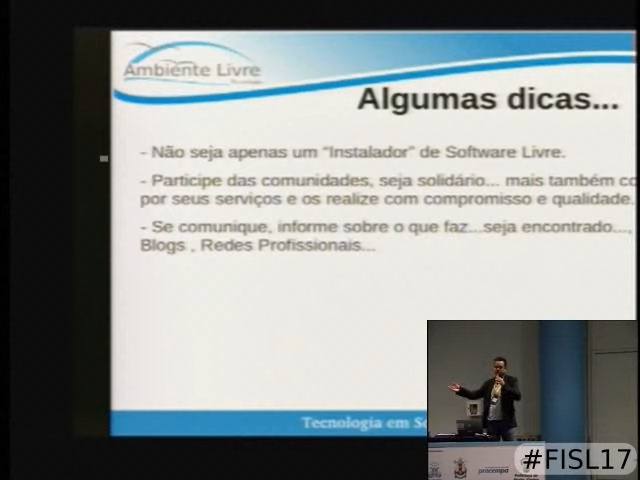 Ambiente Livre
Algumas dicas...
- Não seja apenas um "Instalador" de Software Livre.
- Participe das comunidades, seja solidário... mais também co
por seus serviços e os realize com compromisso e qualidade.
- Se comunique, informe sobre o que faz...seja encontrado...,
Blogs , Redes Profissionais...
Tecnologia em So
procempa
#FISL17